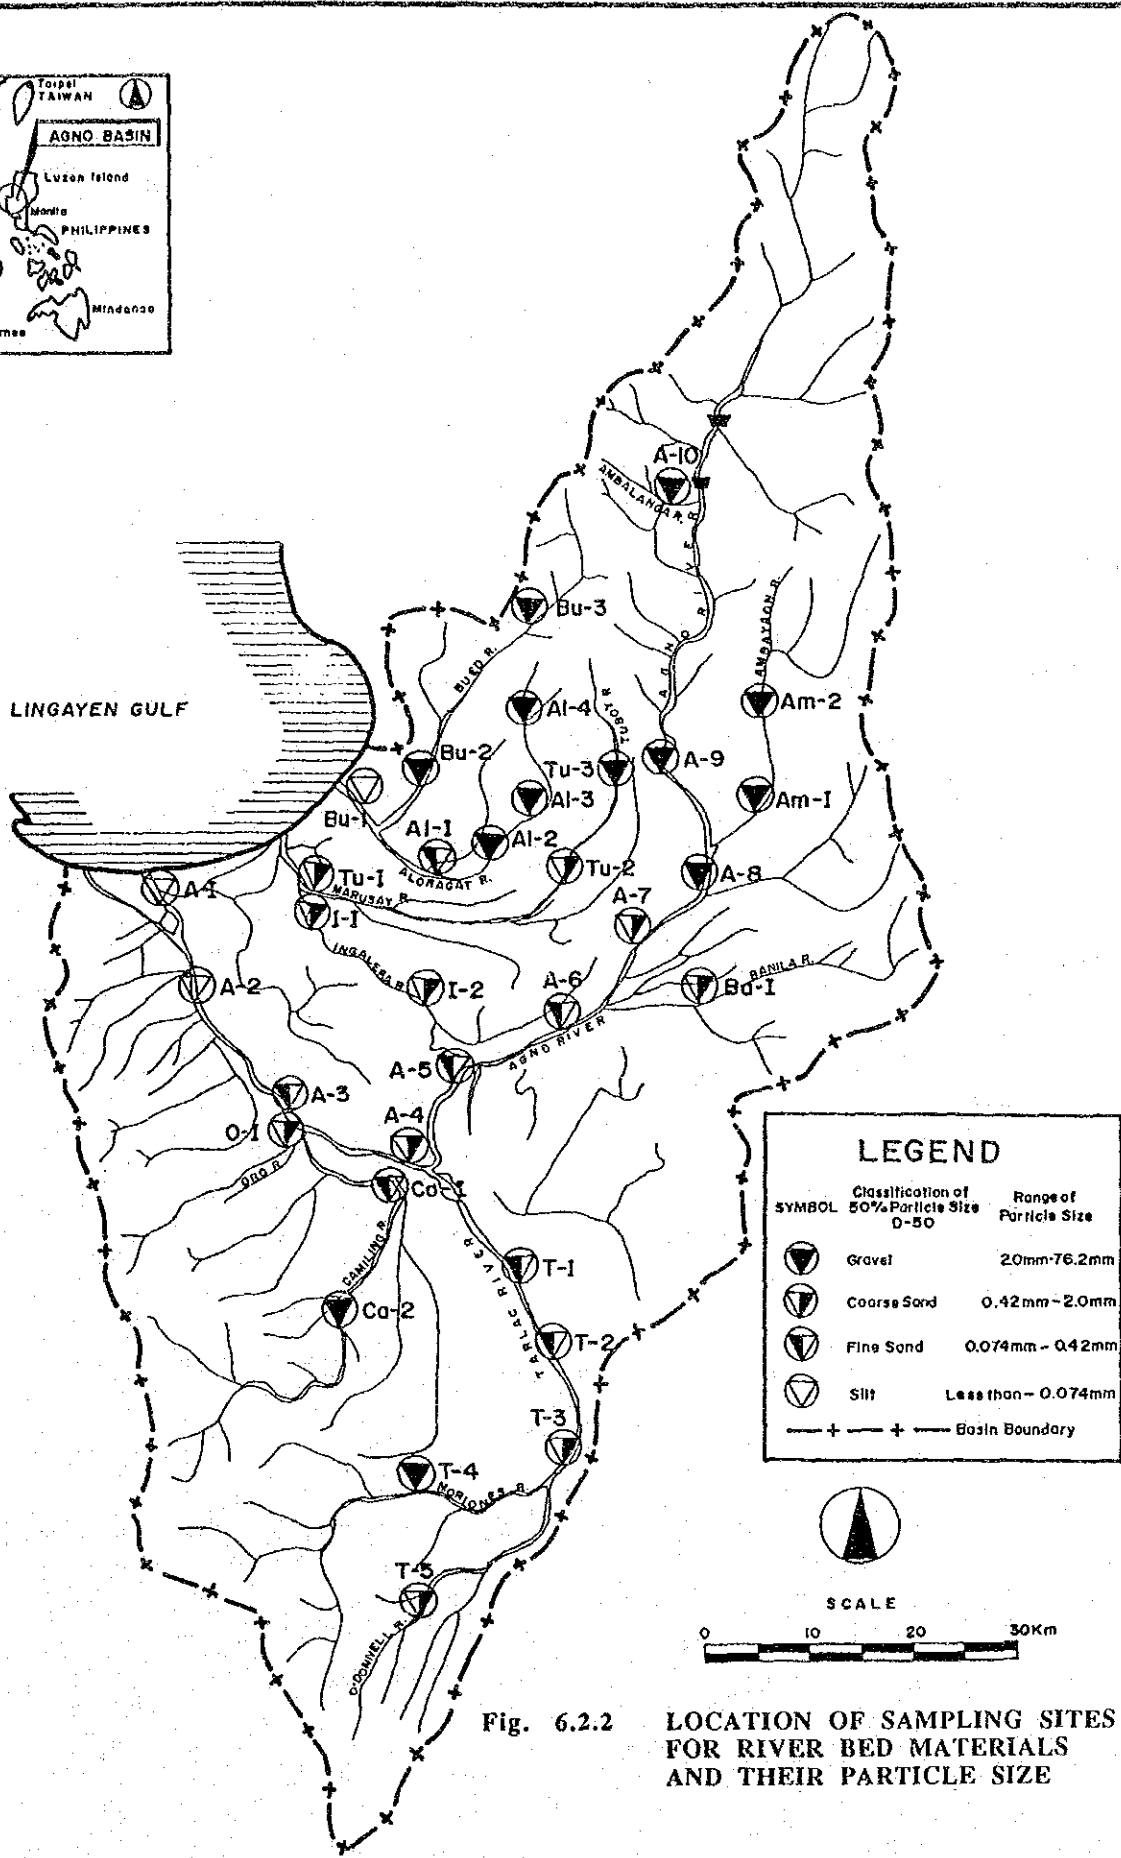 Taipei
TAIWAN
AGNO BASIN
Luzon Island
Manila
PHILIPPINES
Mindanao
A-10
AMBALANGA R.
AGNO RIVER
Bu-3
BUED R.
AMBAYAON R.
LINGAYEN GULF
Al-4
TUBOY R
Am-2
Bu-2
Tu-3
A-9
Al-3
Am-1
Bu-1
Al-1
Al-2
ALORAGAT R.
Tu-2
A-8
A-1
Tu-1
MARUSAY R.
A-7
I-1
INGALERA R.
A-2
I-2
A-6
Ba-1
BANILA R.
AGNO RIVER
A-5
A-3
A-4
O-1
ORO R.
Ca-1
CAMILING R.
TARLAC RIVER
T-1
Ca-2
T-2
T-3
T-4
MORIONES R.
T-5
O'DONNELL R.
LEGEND
SYMBOL Classification of 50% Particle Size D-50 Range of Particle Size
Gravel 2.0mm-76.2mm
Coarse Sand 0.42mm-2.0mm
Fine Sand 0.074mm-0.42mm
Silt Less than-0.074mm
Basin Boundary
SCALE
0 10 20 30Km
Fig. 6.2.2 LOCATION OF SAMPLING SITES
FOR RIVER BED MATERIALS
AND THEIR PARTICLE SIZE